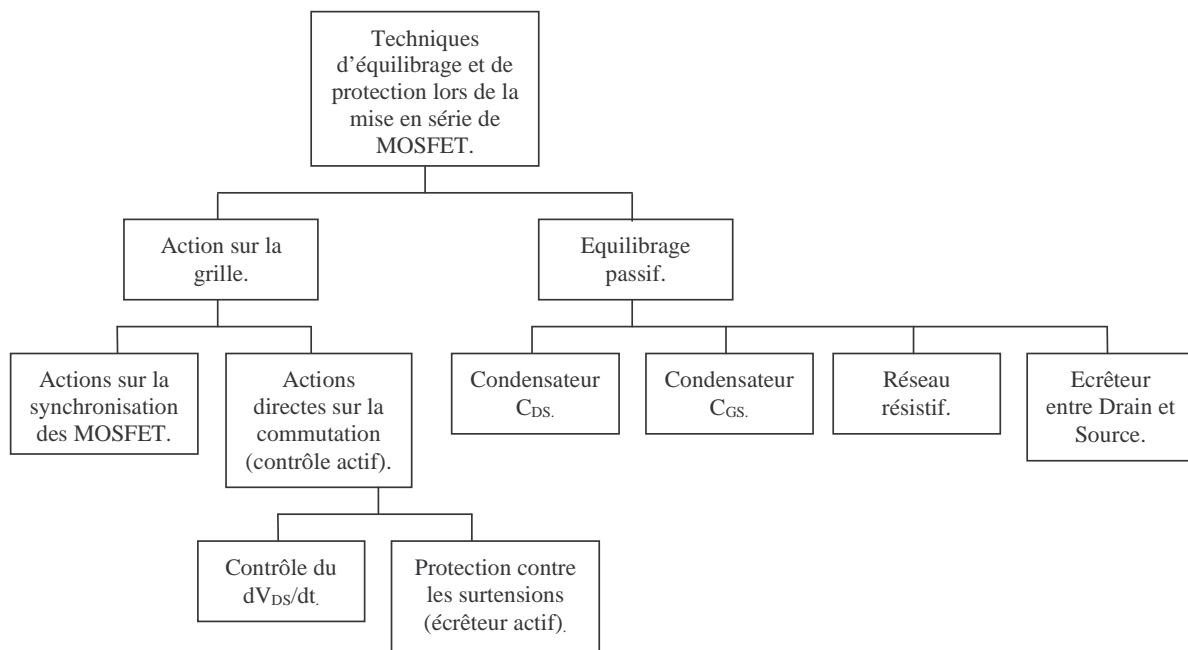 Techniques
d’équilibrage et de
protection lors de la
mise en série de
MOSFET.
Action sur la
grille.
Equilibrage
passif.
Actions sur la
synchronisation
des MOSFET.
Actions
directes sur la
commutation
(contrôle actif).
Condensateur
CDS.
Condensateur
CGS.
Réseau
résistif.
Ecrêteur
entre Drain et
Source.
Contrôle du
dVDS/dt.
Protection contre
les surtensions
(écrêteur actif).